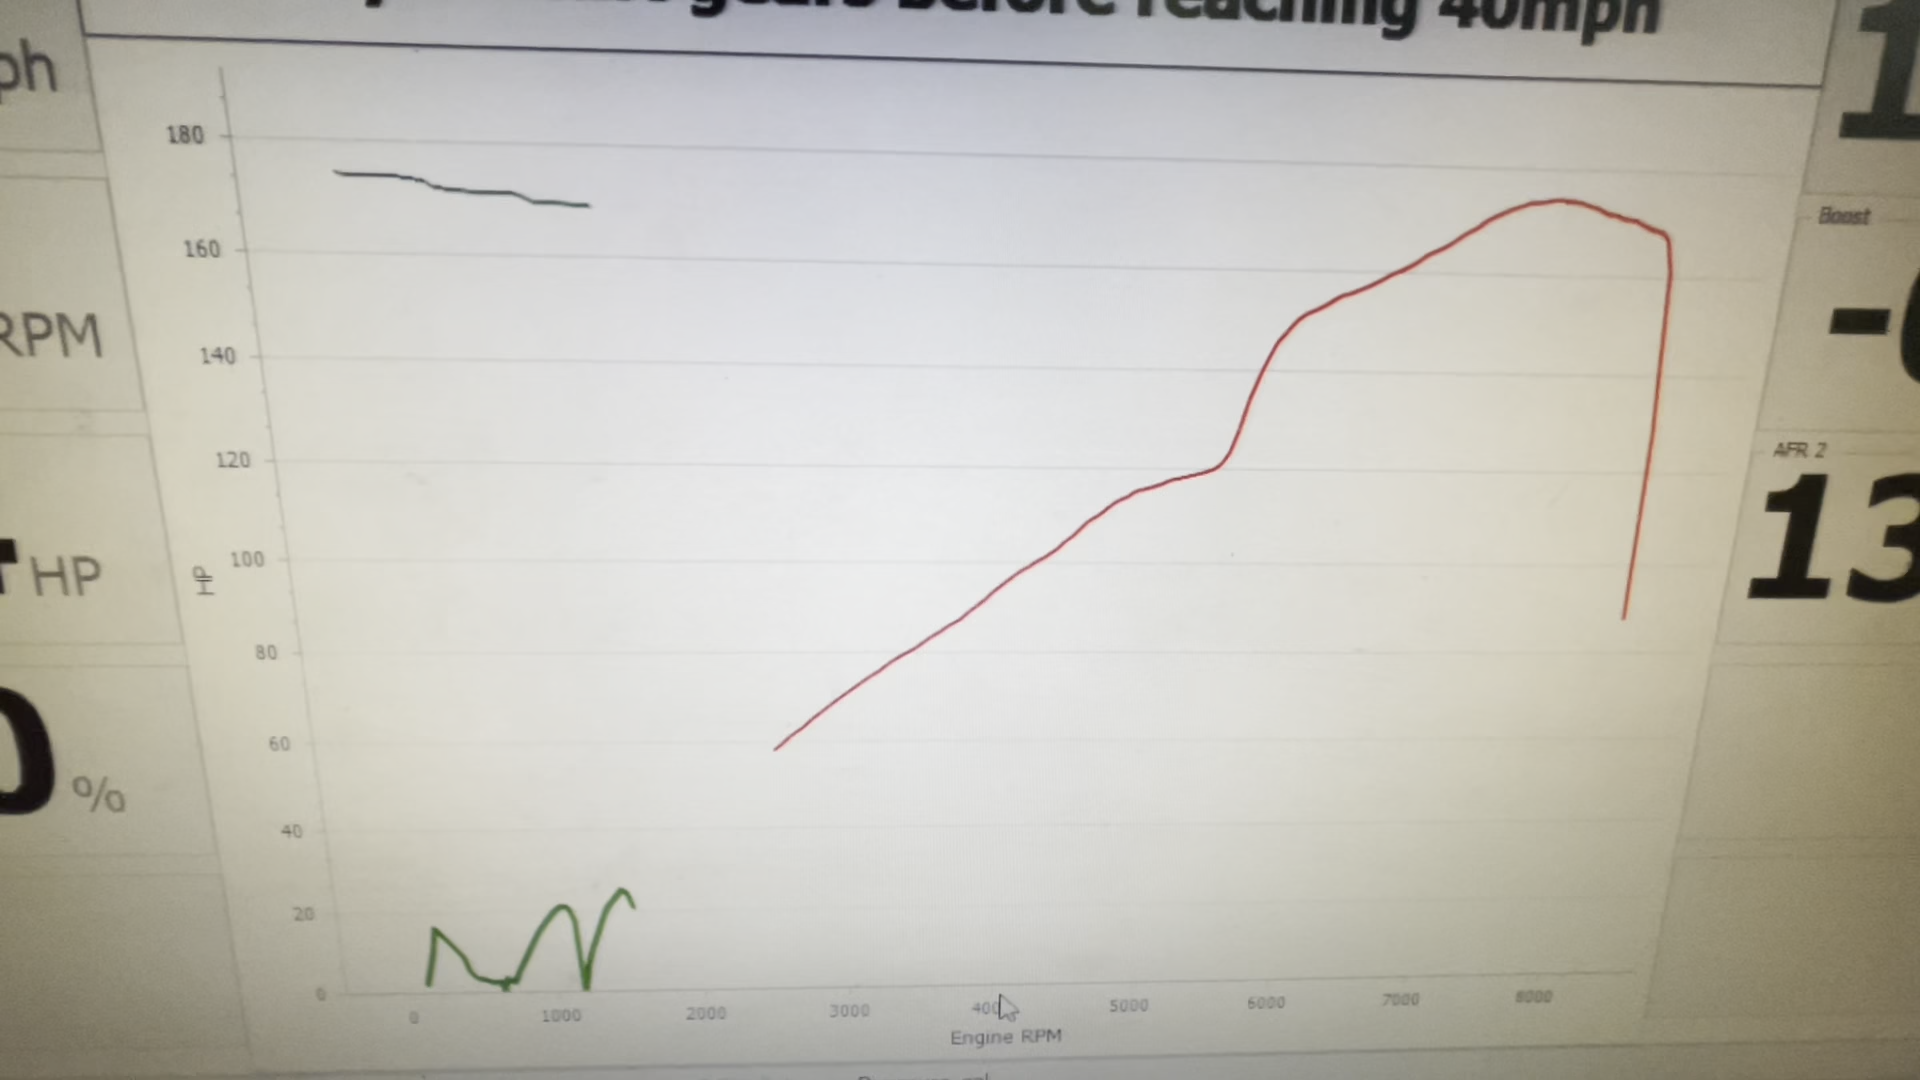 gears before reaching 40mph
ph
180
Boost
160
RPM
140
120
AFR 2
13
HP
100
HP
80
60
%
40
20
0
0 1000 2000 3000 5000 6000 7000 8000
Engine RPM